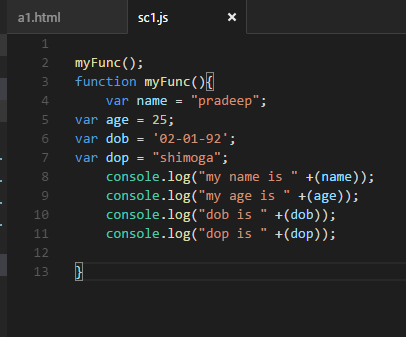 a1.html sc1.js ×
1
2 myFunc();
3 function myFunc(){
4 var name = "pradeep";
5 var age = 25;
6 var dob = '02-01-92';
7 var dop = "shimoga";
8 console.log("my name is " +(name));
9 console.log("my age is " +(age));
10 console.log("dob is " +(dob));
11 console.log("dop is " +(dop));
12
13 }